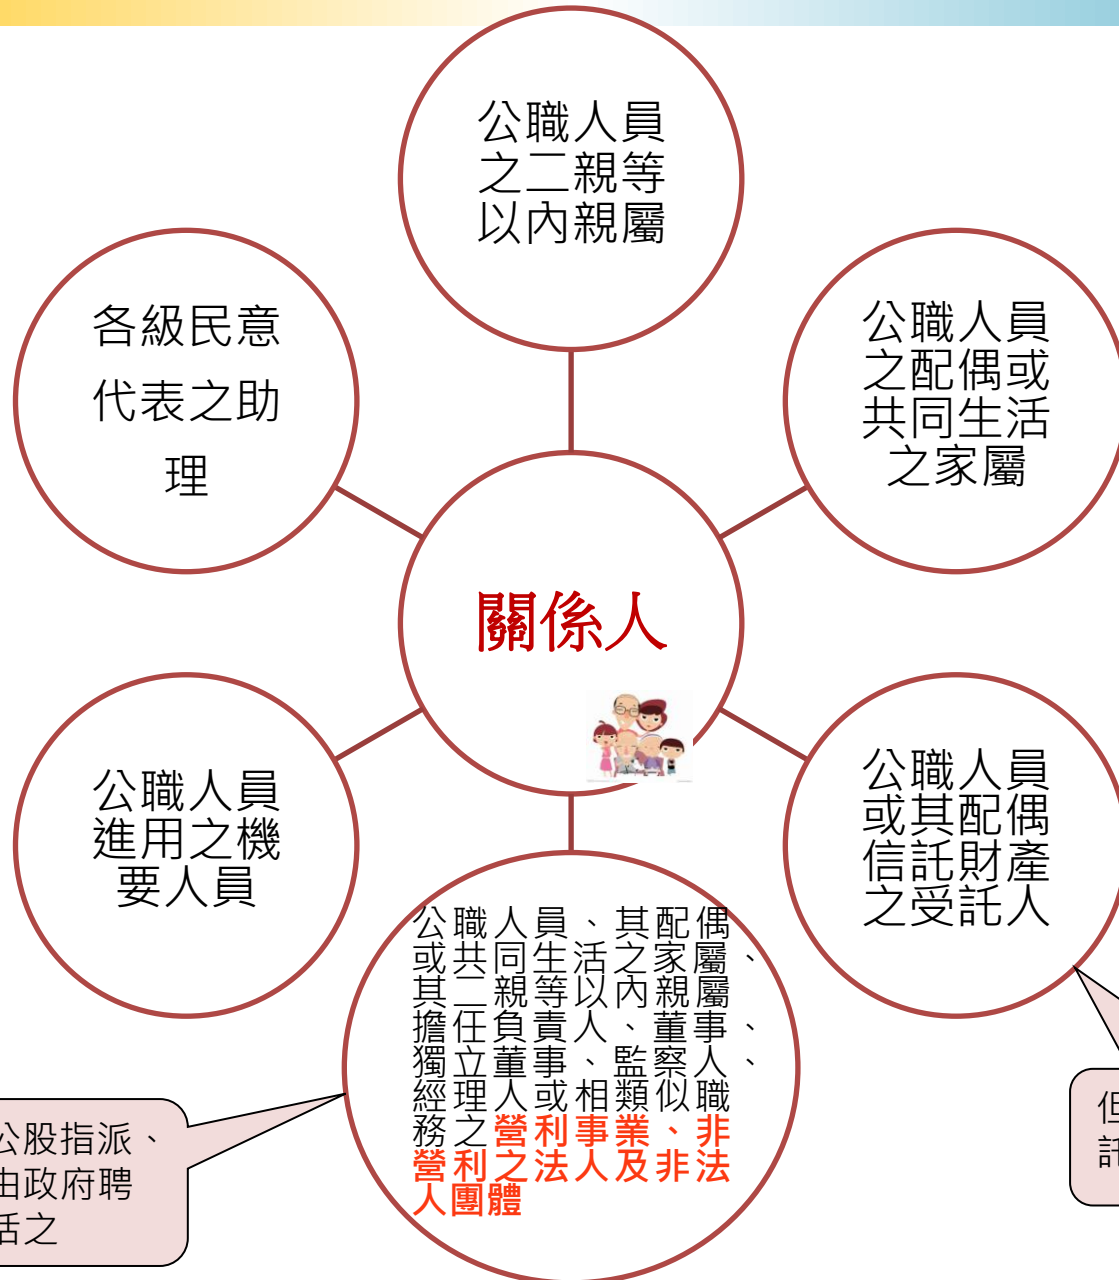 公職人員
之二親等
以內親屬
各級民意
代表之助
理
公職人員
之配偶或
共同生活
之家屬
關係人
公職人員
進用之機
要人員
公職人員
或其配偶
信託財產
之受託人
公職人員、其配偶
或共同生活之家屬、
其二親等以內親屬
擔任負責人、董事、
獨立董事、監察人、
經理人或相類似職
務之營利事業、非
營利之法人及非法
人團體
公股指派、
由政府聘
括之
但
託